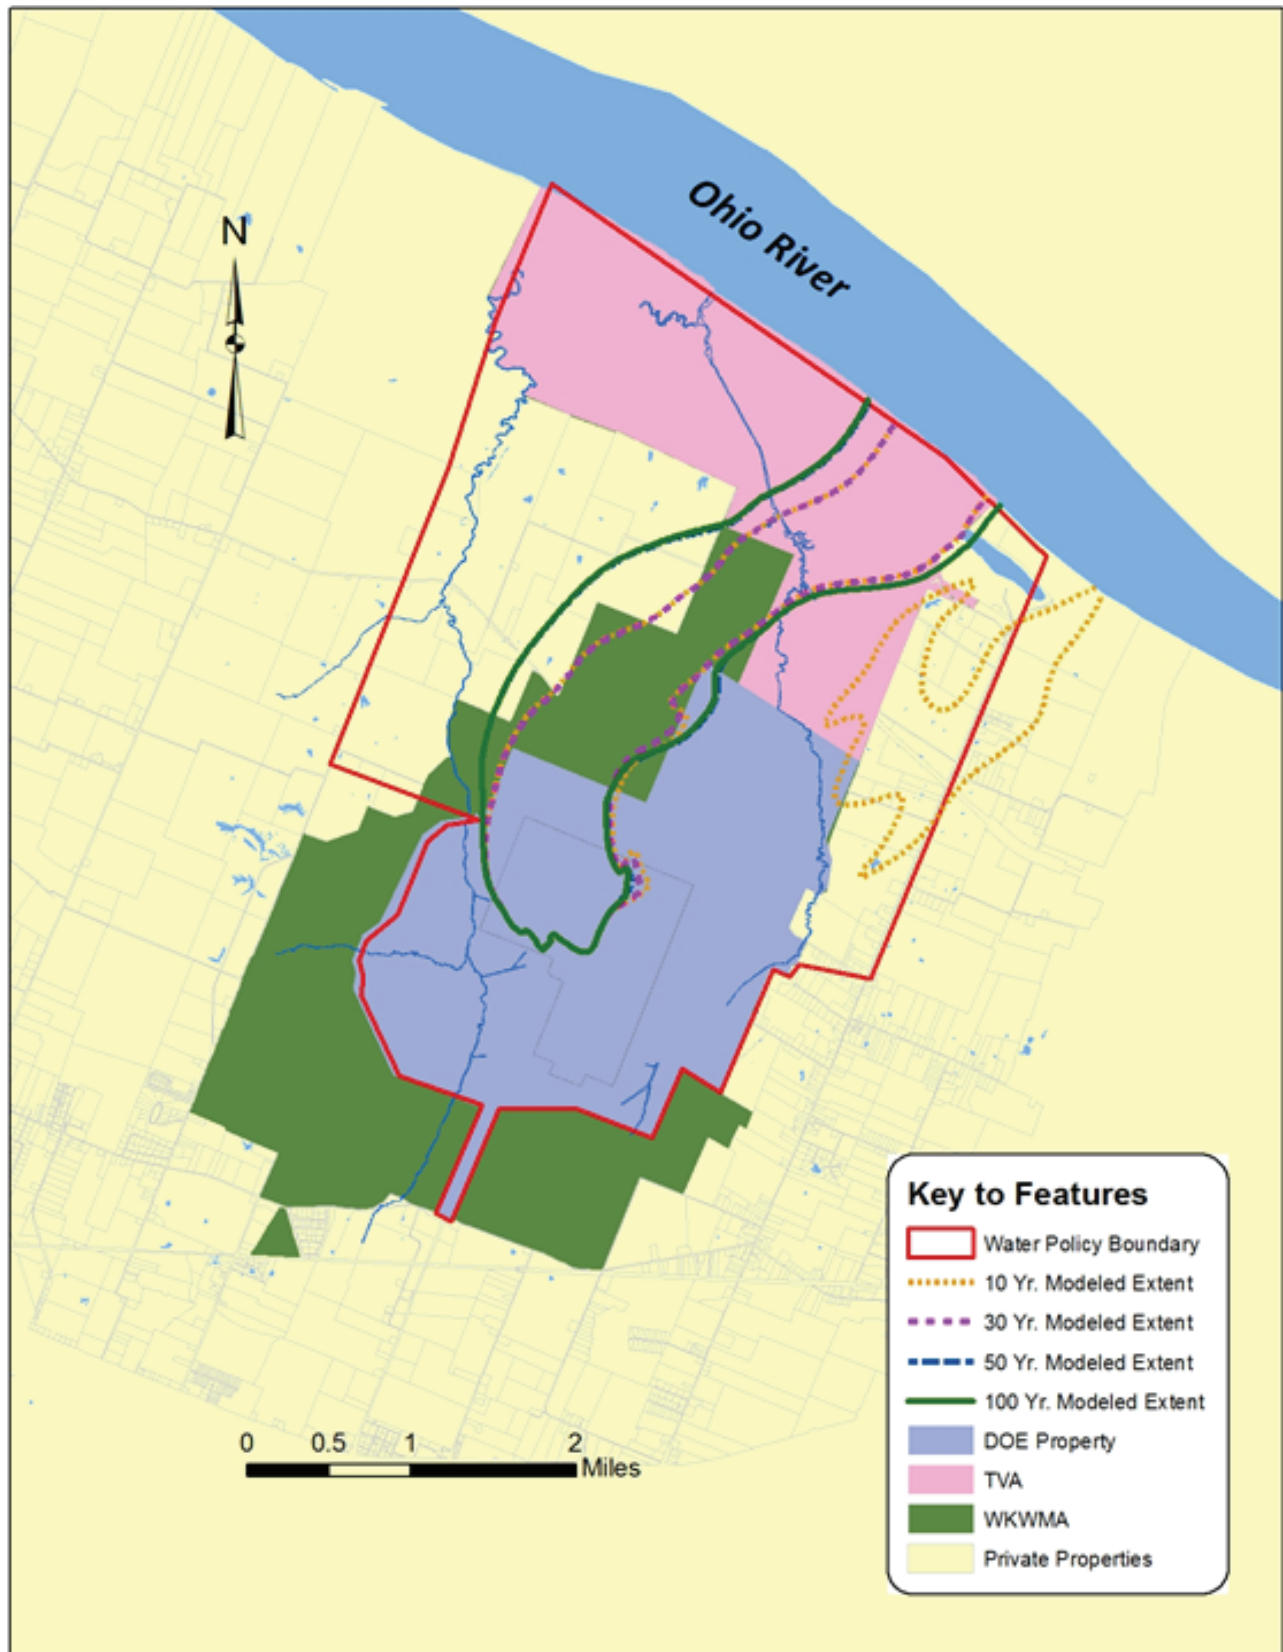 Ohio River
N
Key to Features
Water Policy Boundary
10 Yr. Modeled Extent
30 Yr. Modeled Extent
50 Yr. Modeled Extent
100 Yr. Modeled Extent
DOE Property
TVA
WKWMA
Private Properties
0 0.5 1 2
Miles